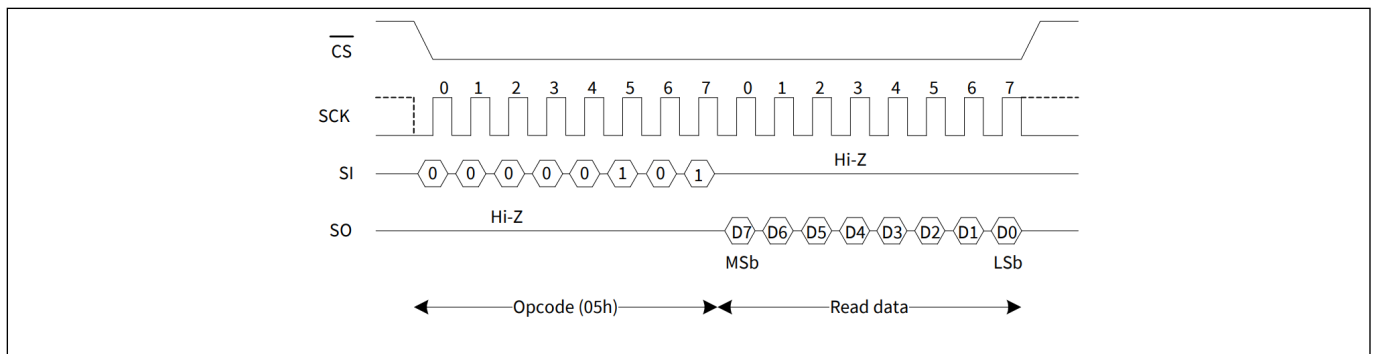 CS
0 1 2 3 4 5 6 7 0 1 2 3 4 5 6 7
SCK
Hi-Z
SI 0 0 0 0 0 1 0 1
Hi-Z
SO D7 D6 D5 D4 D3 D2 D1 D0
MSb LSb
Opcode (05h) Read data